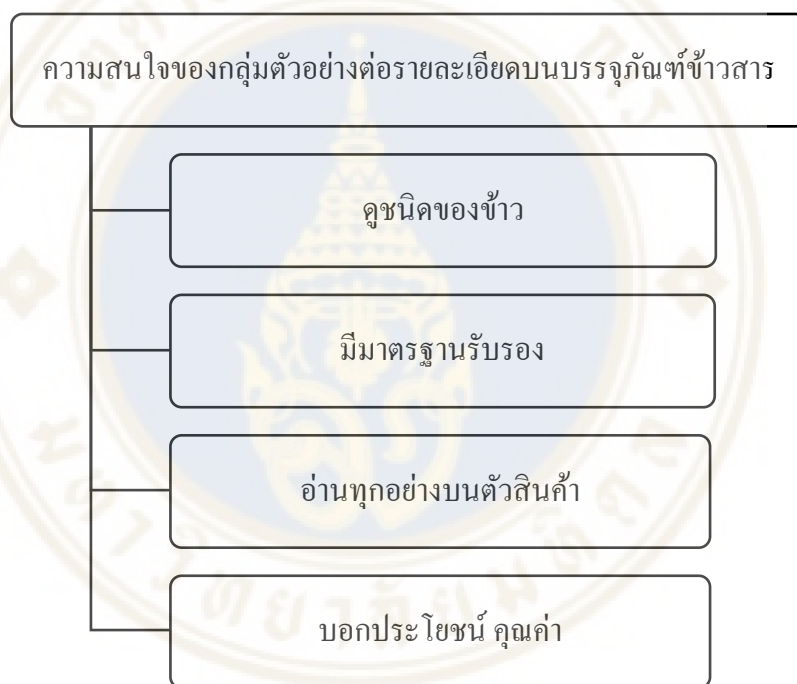 ความสนใจของกลุ่มตัวอย่างต่อรายละเอียดบนบรรจุภัณฑ์ข้าวสาร
ดูชนิดของข้าว
มีมาตรฐานรับรอง
อ่านทุกอย่างบนตัวสินค้า
บอกประโยชน์ คุณค่า